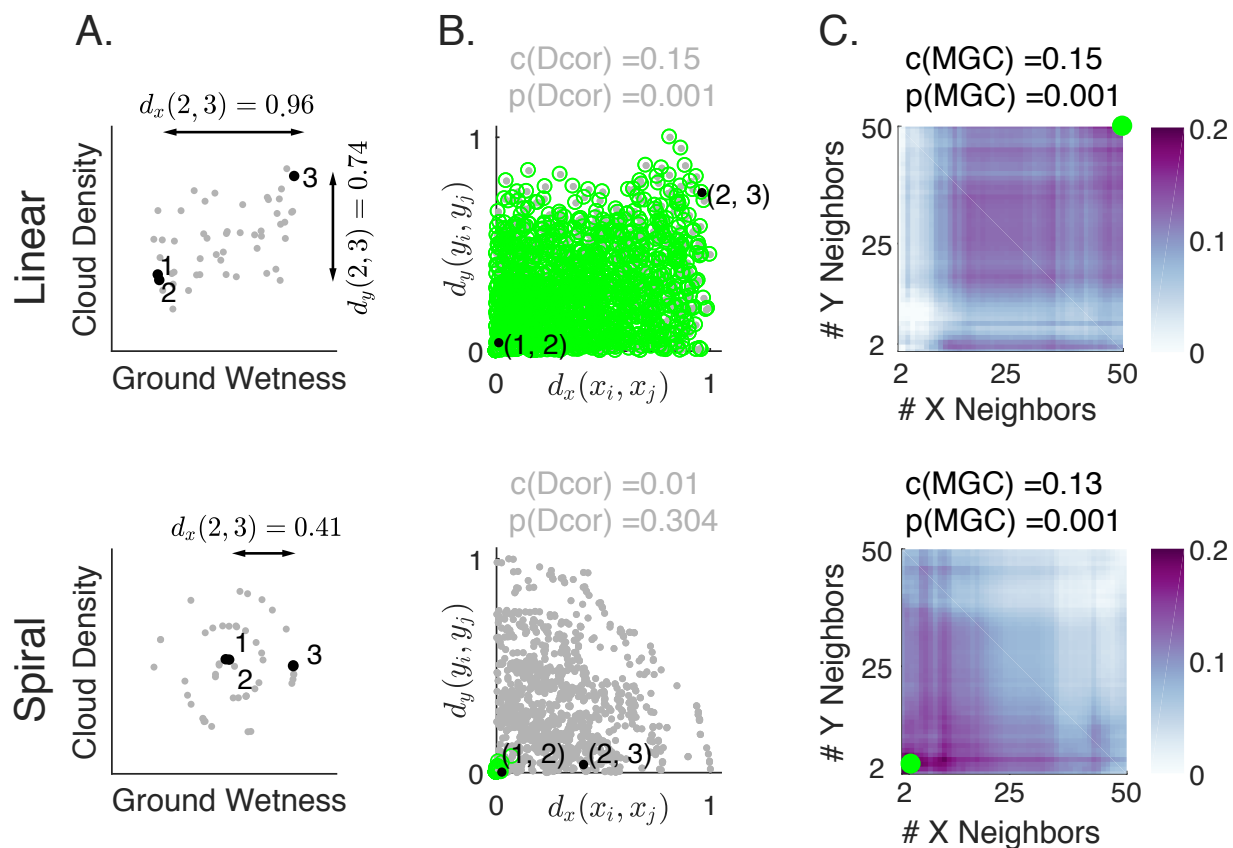 A.
B.
C.
Linear
d_x(2, 3) = 0.96
d_y(2, 3) = 0.74
Cloud Density
Ground Wetness
1
2
3
c(Dcor) =0.15
p(Dcor) =0.001
d_y(y_i, y_j)
1
0
(2, 3)
(1, 2)
0
1
d_x(x_i, x_j)
c(MGC) =0.15
p(MGC) =0.001
# Y Neighbors
50
25
2
2
25
50
# X Neighbors
0.2
0.1
0
Spiral
d_x(2, 3) = 0.41
Cloud Density
Ground Wetness
1
2
3
c(Dcor) =0.01
p(Dcor) =0.304
d_y(y_i, y_j)
1
0
(1, 2)
(2, 3)
0
1
d_x(x_i, x_j)
c(MGC) =0.13
p(MGC) =0.001
# Y Neighbors
50
25
2
2
25
50
# X Neighbors
0.2
0.1
0